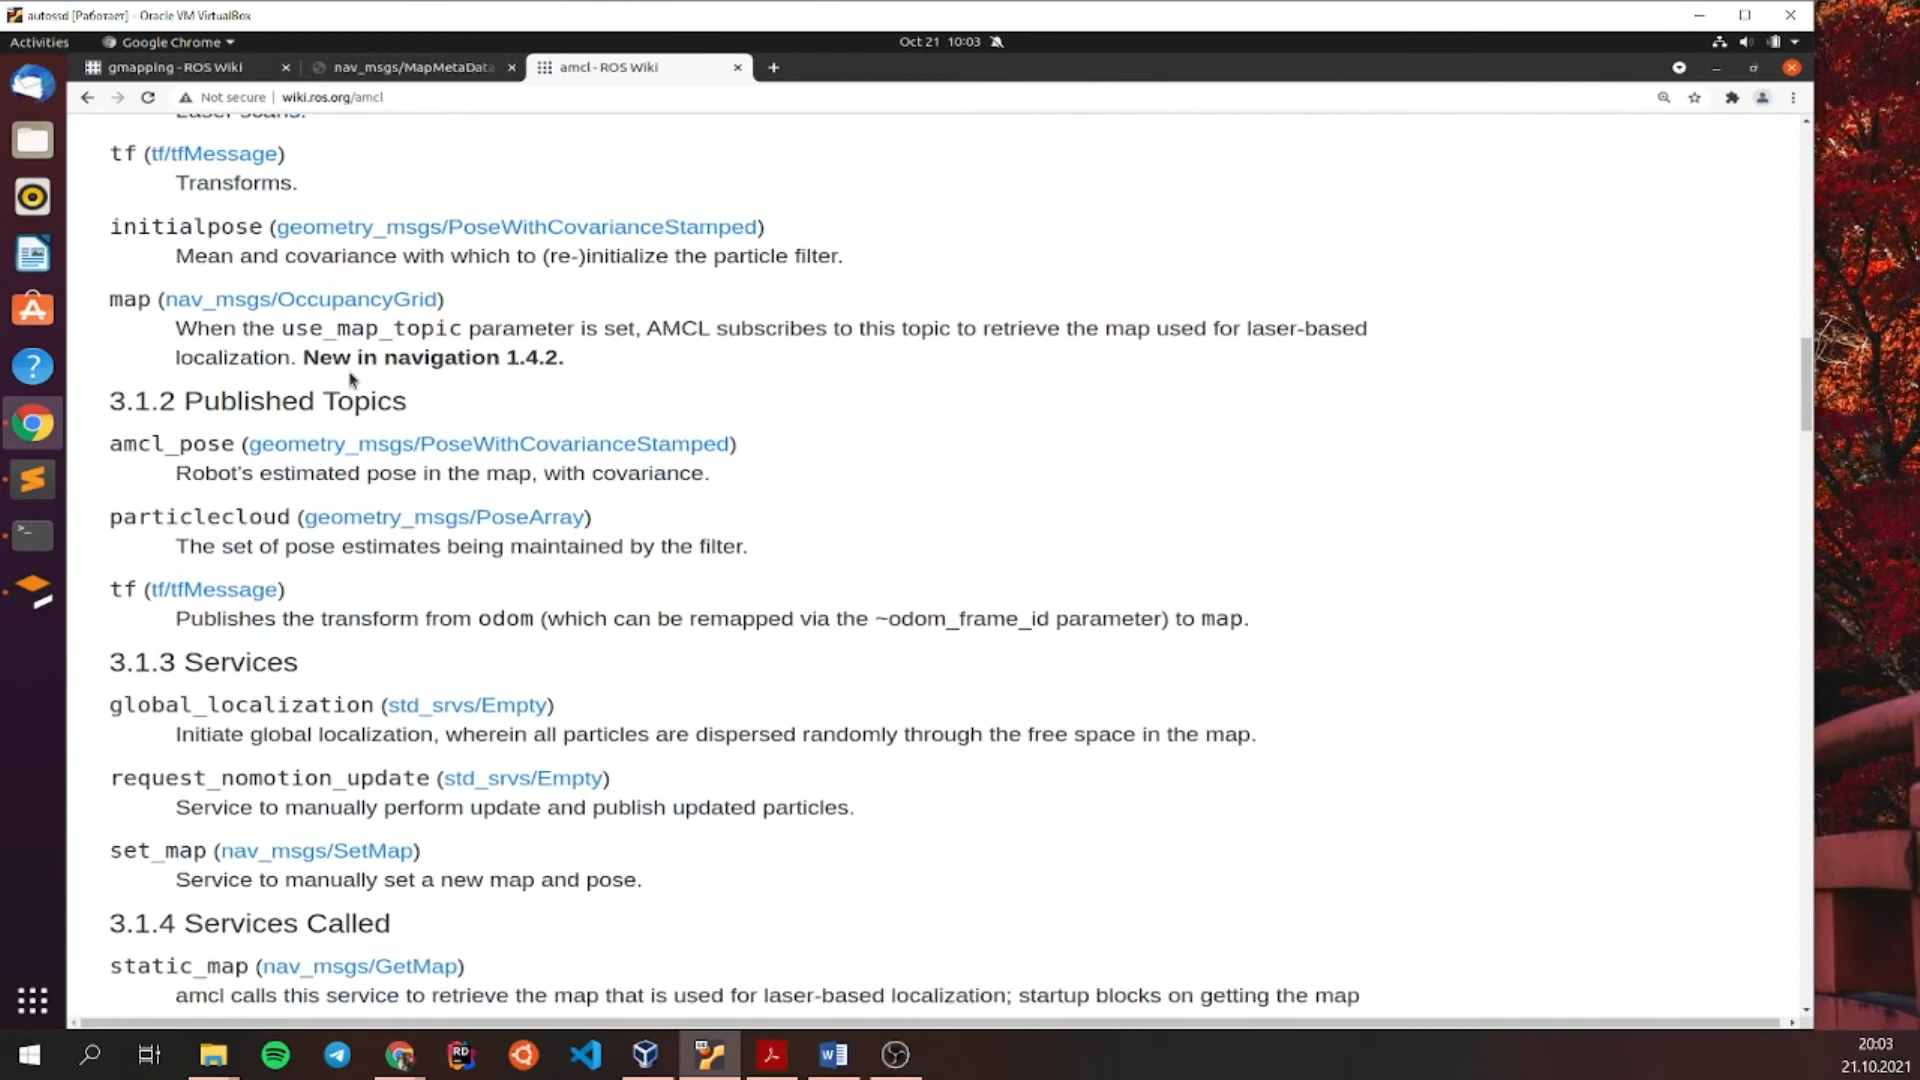 autossd [Работает] - Oracle VM VirtualBox
Activities Google Chrome Oct 21 10:03
gmapping - ROS Wiki nav_msgs/MapMetaData amcl - ROS Wiki
Not secure | wiki.ros.org/amcl
Laser scans.
tf (tf/tfMessage)
Transforms.
initialpose (geometry_msgs/PoseWithCovarianceStamped)
Mean and covariance with which to (re-)initialize the particle filter.
map (nav_msgs/OccupancyGrid)
When the use_map_topic parameter is set, AMCL subscribes to this topic to retrieve the map used for laser-based
localization. New in navigation 1.4.2.
3.1.2 Published Topics
amcl_pose (geometry_msgs/PoseWithCovarianceStamped)
Robot's estimated pose in the map, with covariance.
particlecloud (geometry_msgs/PoseArray)
The set of pose estimates being maintained by the filter.
tf (tf/tfMessage)
Publishes the transform from odom (which can be remapped via the ~odom_frame_id parameter) to map.
3.1.3 Services
global_localization (std_srvs/Empty)
Initiate global localization, wherein all particles are dispersed randomly through the free space in the map.
request_nomotion_update (std_srvs/Empty)
Service to manually perform update and publish updated particles.
set_map (nav_msgs/SetMap)
Service to manually set a new map and pose.
3.1.4 Services Called
static_map (nav_msgs/GetMap)
amcl calls this service to retrieve the map that is used for laser-based localization; startup blocks on getting the map
20:03
21.10.2021